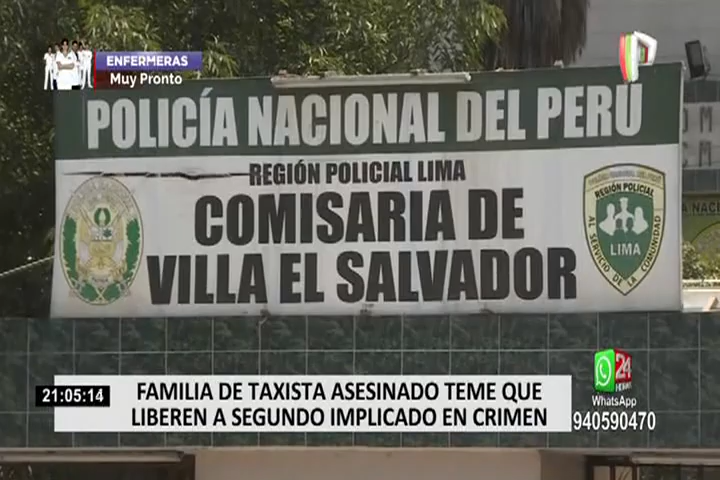 ENFERMERAS
Muy Pronto
POLICÍA NACIONAL DEL PERÚ
REGIÓN POLICIAL LIMA
COMISARIA DE
VILLA EL SALVADOR
REGIÓN POLICIAL
LIMA
AL SERVICIO DE LA COMUNIDAD
21:05:14
FAMILIA DE TAXISTA ASESINADO TEME QUE
LIBEREN A SEGUNDO IMPLICADO EN CRIMEN
24
HORAS
WhatsApp
940590470